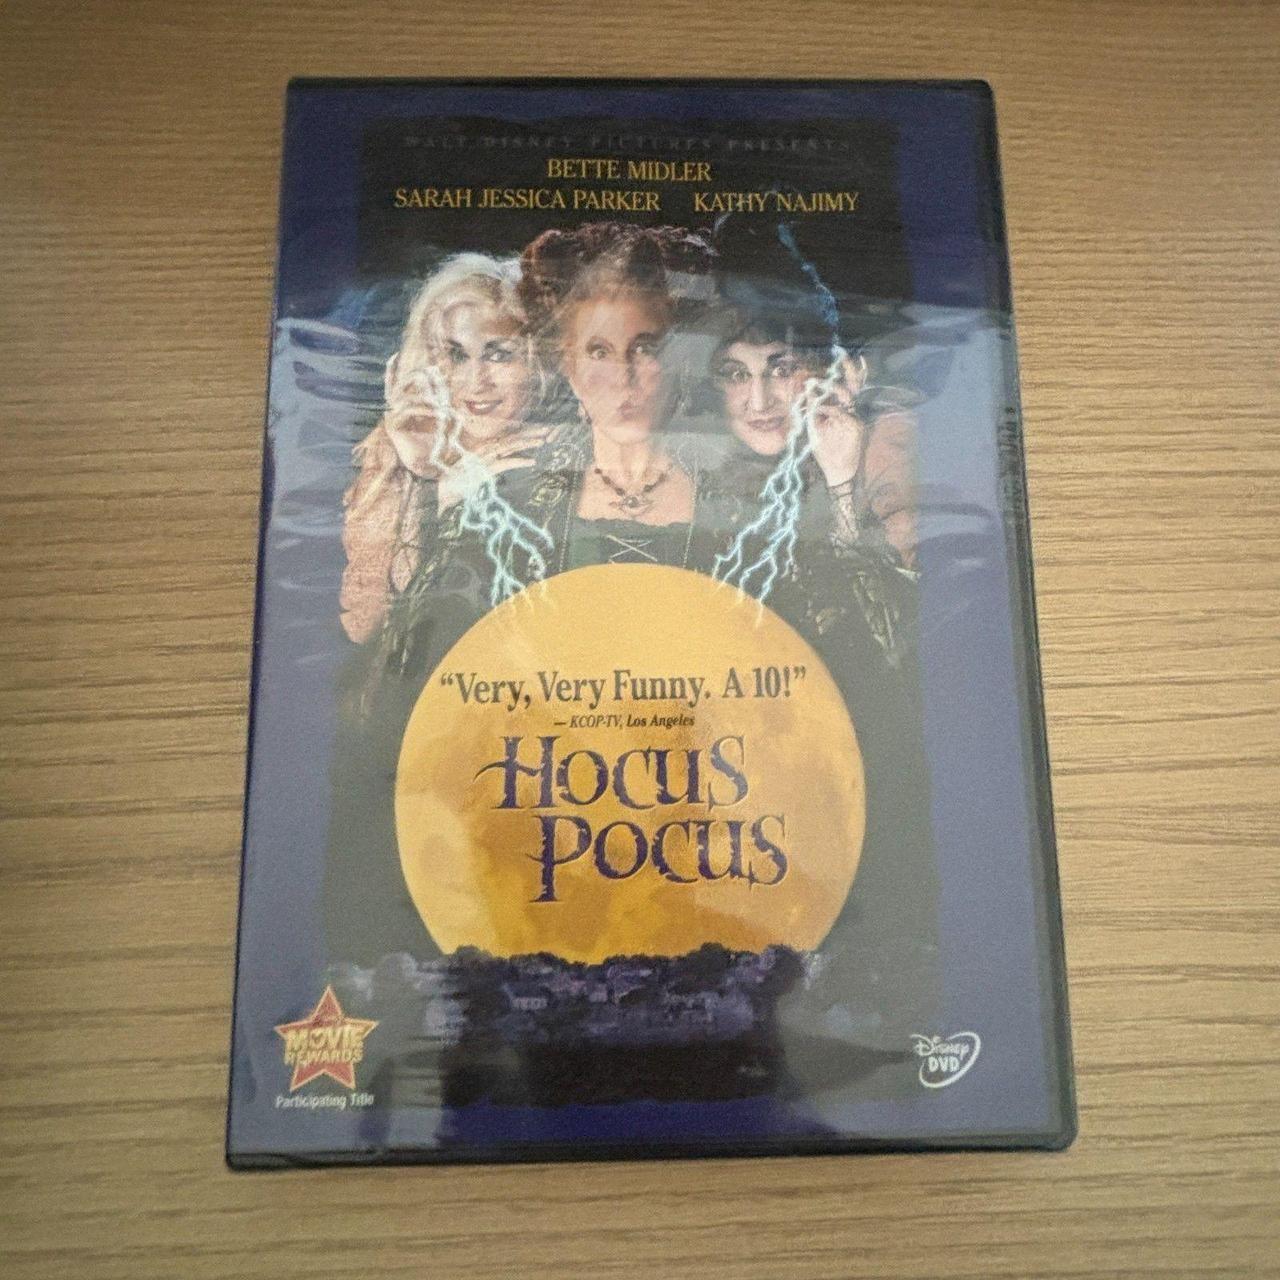 WALT DISNEY PICTURES PRESENTS
BETTE MIDLER
SARAH JESSICA PARKER KATHY NAJIMY
“Very, Very Funny. A 10!”
— KCOP-TV, Los Angeles
HOCUS
POCUS
MOVIE
REWARDS
Participating Title
Disney
DVD